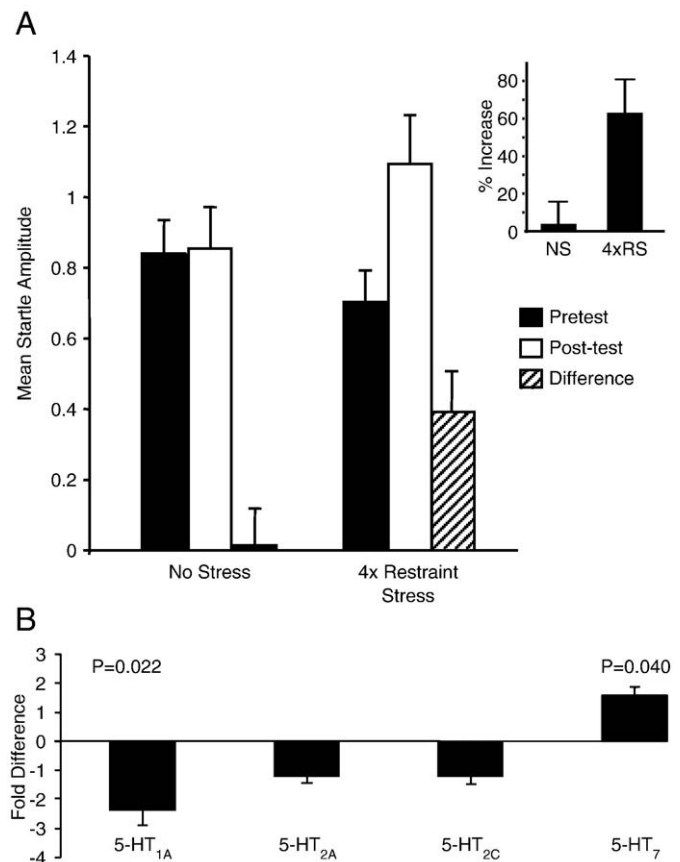 A
1.4
1.2
1
0.8
0.6
0.4
0.2
0
Mean Startle Amplitude
No Stress
4x Restraint
Stress
80
60
40
20
0
% Increase
NS
4xRS
Pretest
Post-test
Difference
B
3
2
1
0
-1
-2
-3
-4
Fold Difference
P=0.022
P=0.040
5-HT1A
5-HT2A
5-HT2C
5-HT7